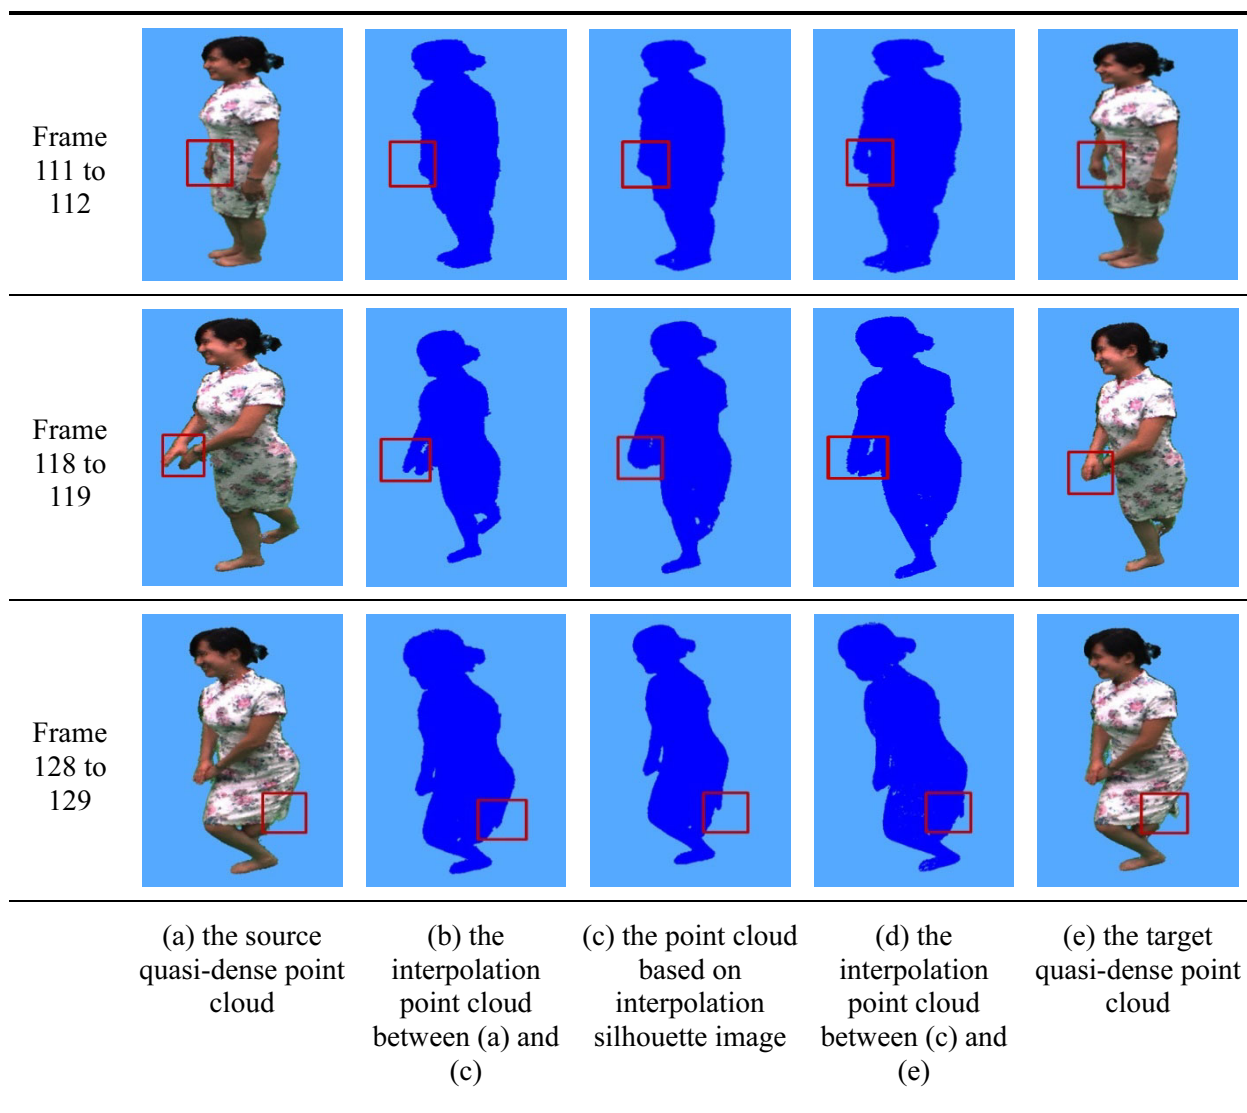 Frame
111 to
112
Frame
118 to
119
Frame
128 to
129
(a) the source
quasi-dense point
cloud
(b) the
interpolation
point cloud
between (a) and
(c)
(c) the point cloud
based on
interpolation
silhouette image
(d) the
interpolation
point cloud
between (c) and
(e)
(e) the target
quasi-dense point
cloud